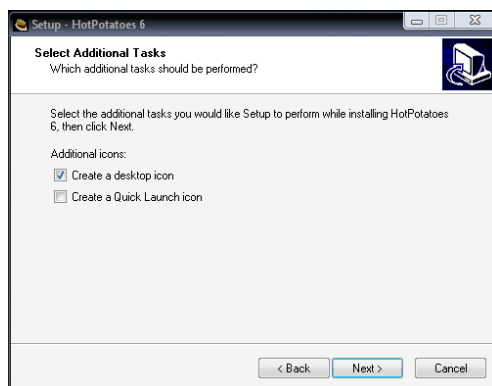 Setup - HotPotatoes 6
Select Additional Tasks
Which additional tasks should be performed?
Select the additional tasks you would like Setup to perform while installing HotPotatoes
6, then click Next.
Additional icons:
Create a desktop icon
Create a Quick Launch icon
< Back
Next >
Cancel